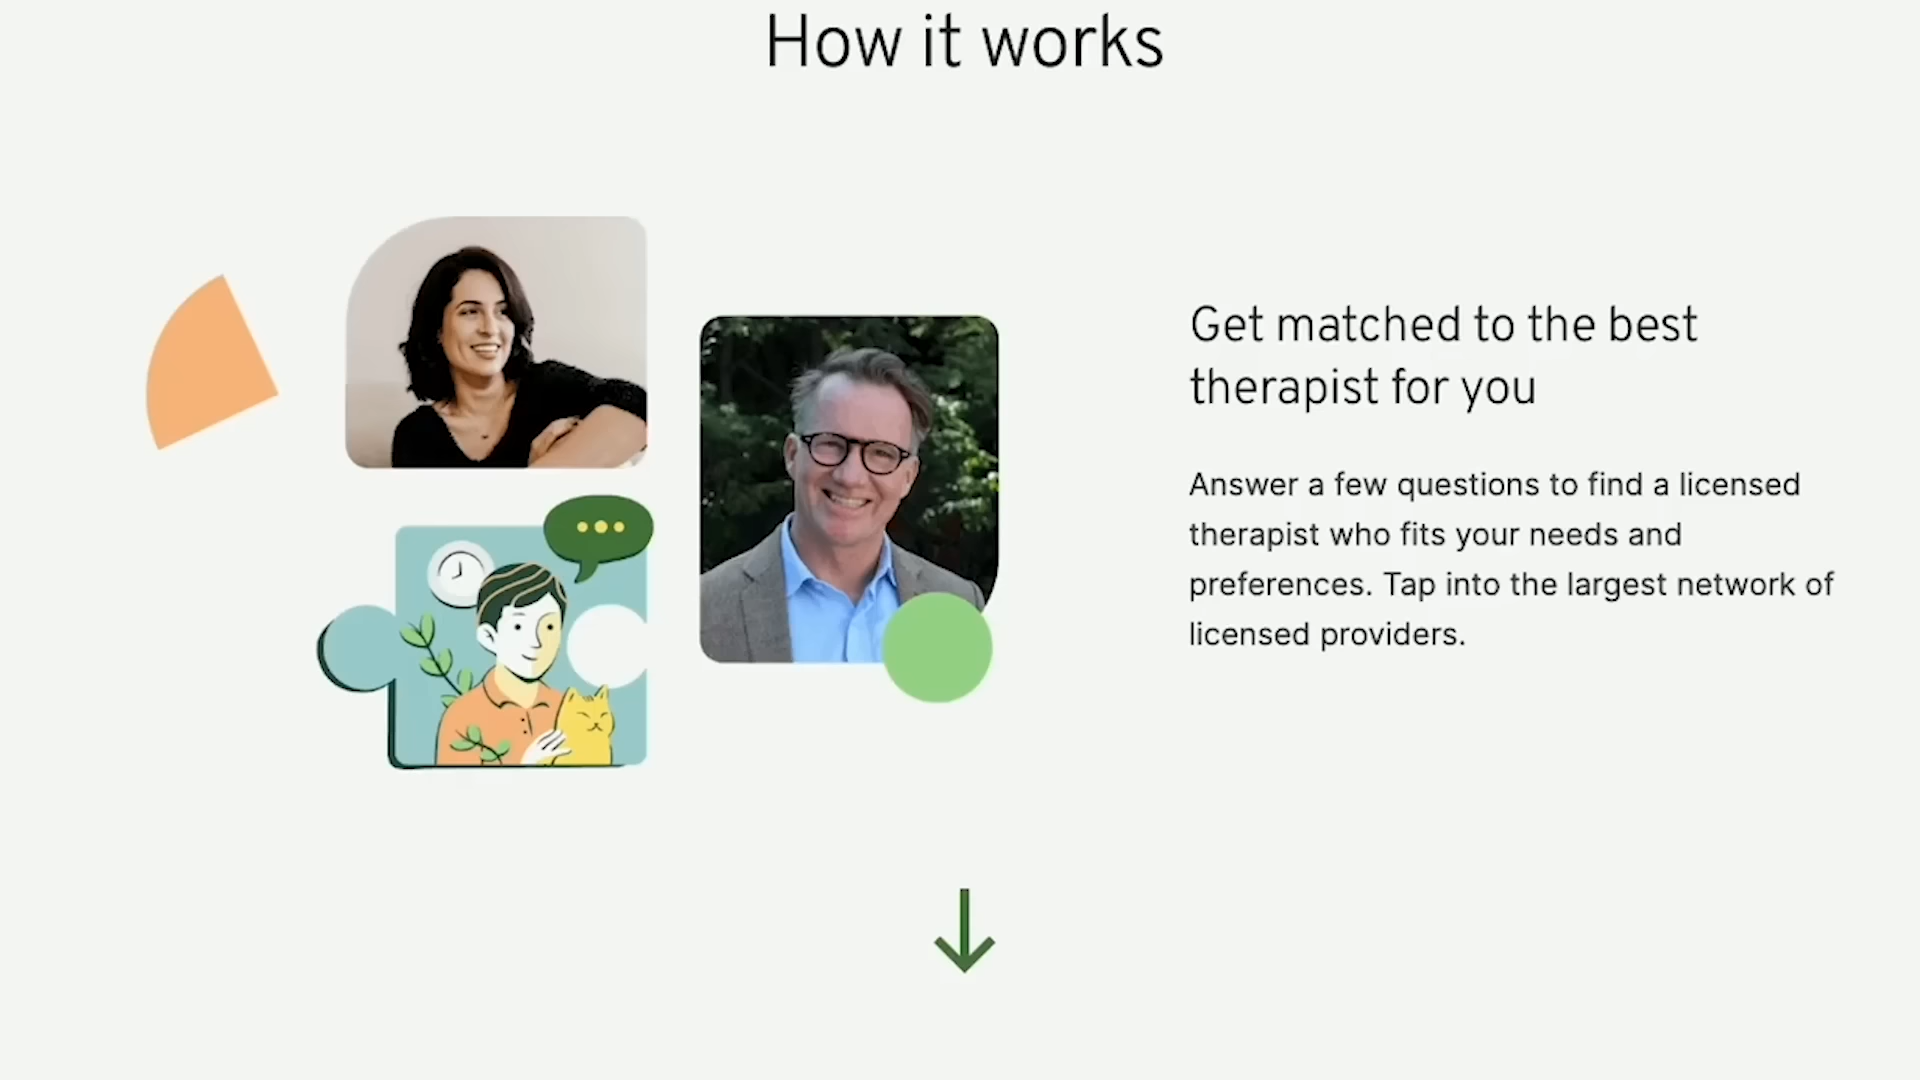 How it works
Get matched to the best
therapist for you
Answer a few questions to find a licensed
therapist who fits your needs and
preferences. Tap into the largest network of
licensed providers.